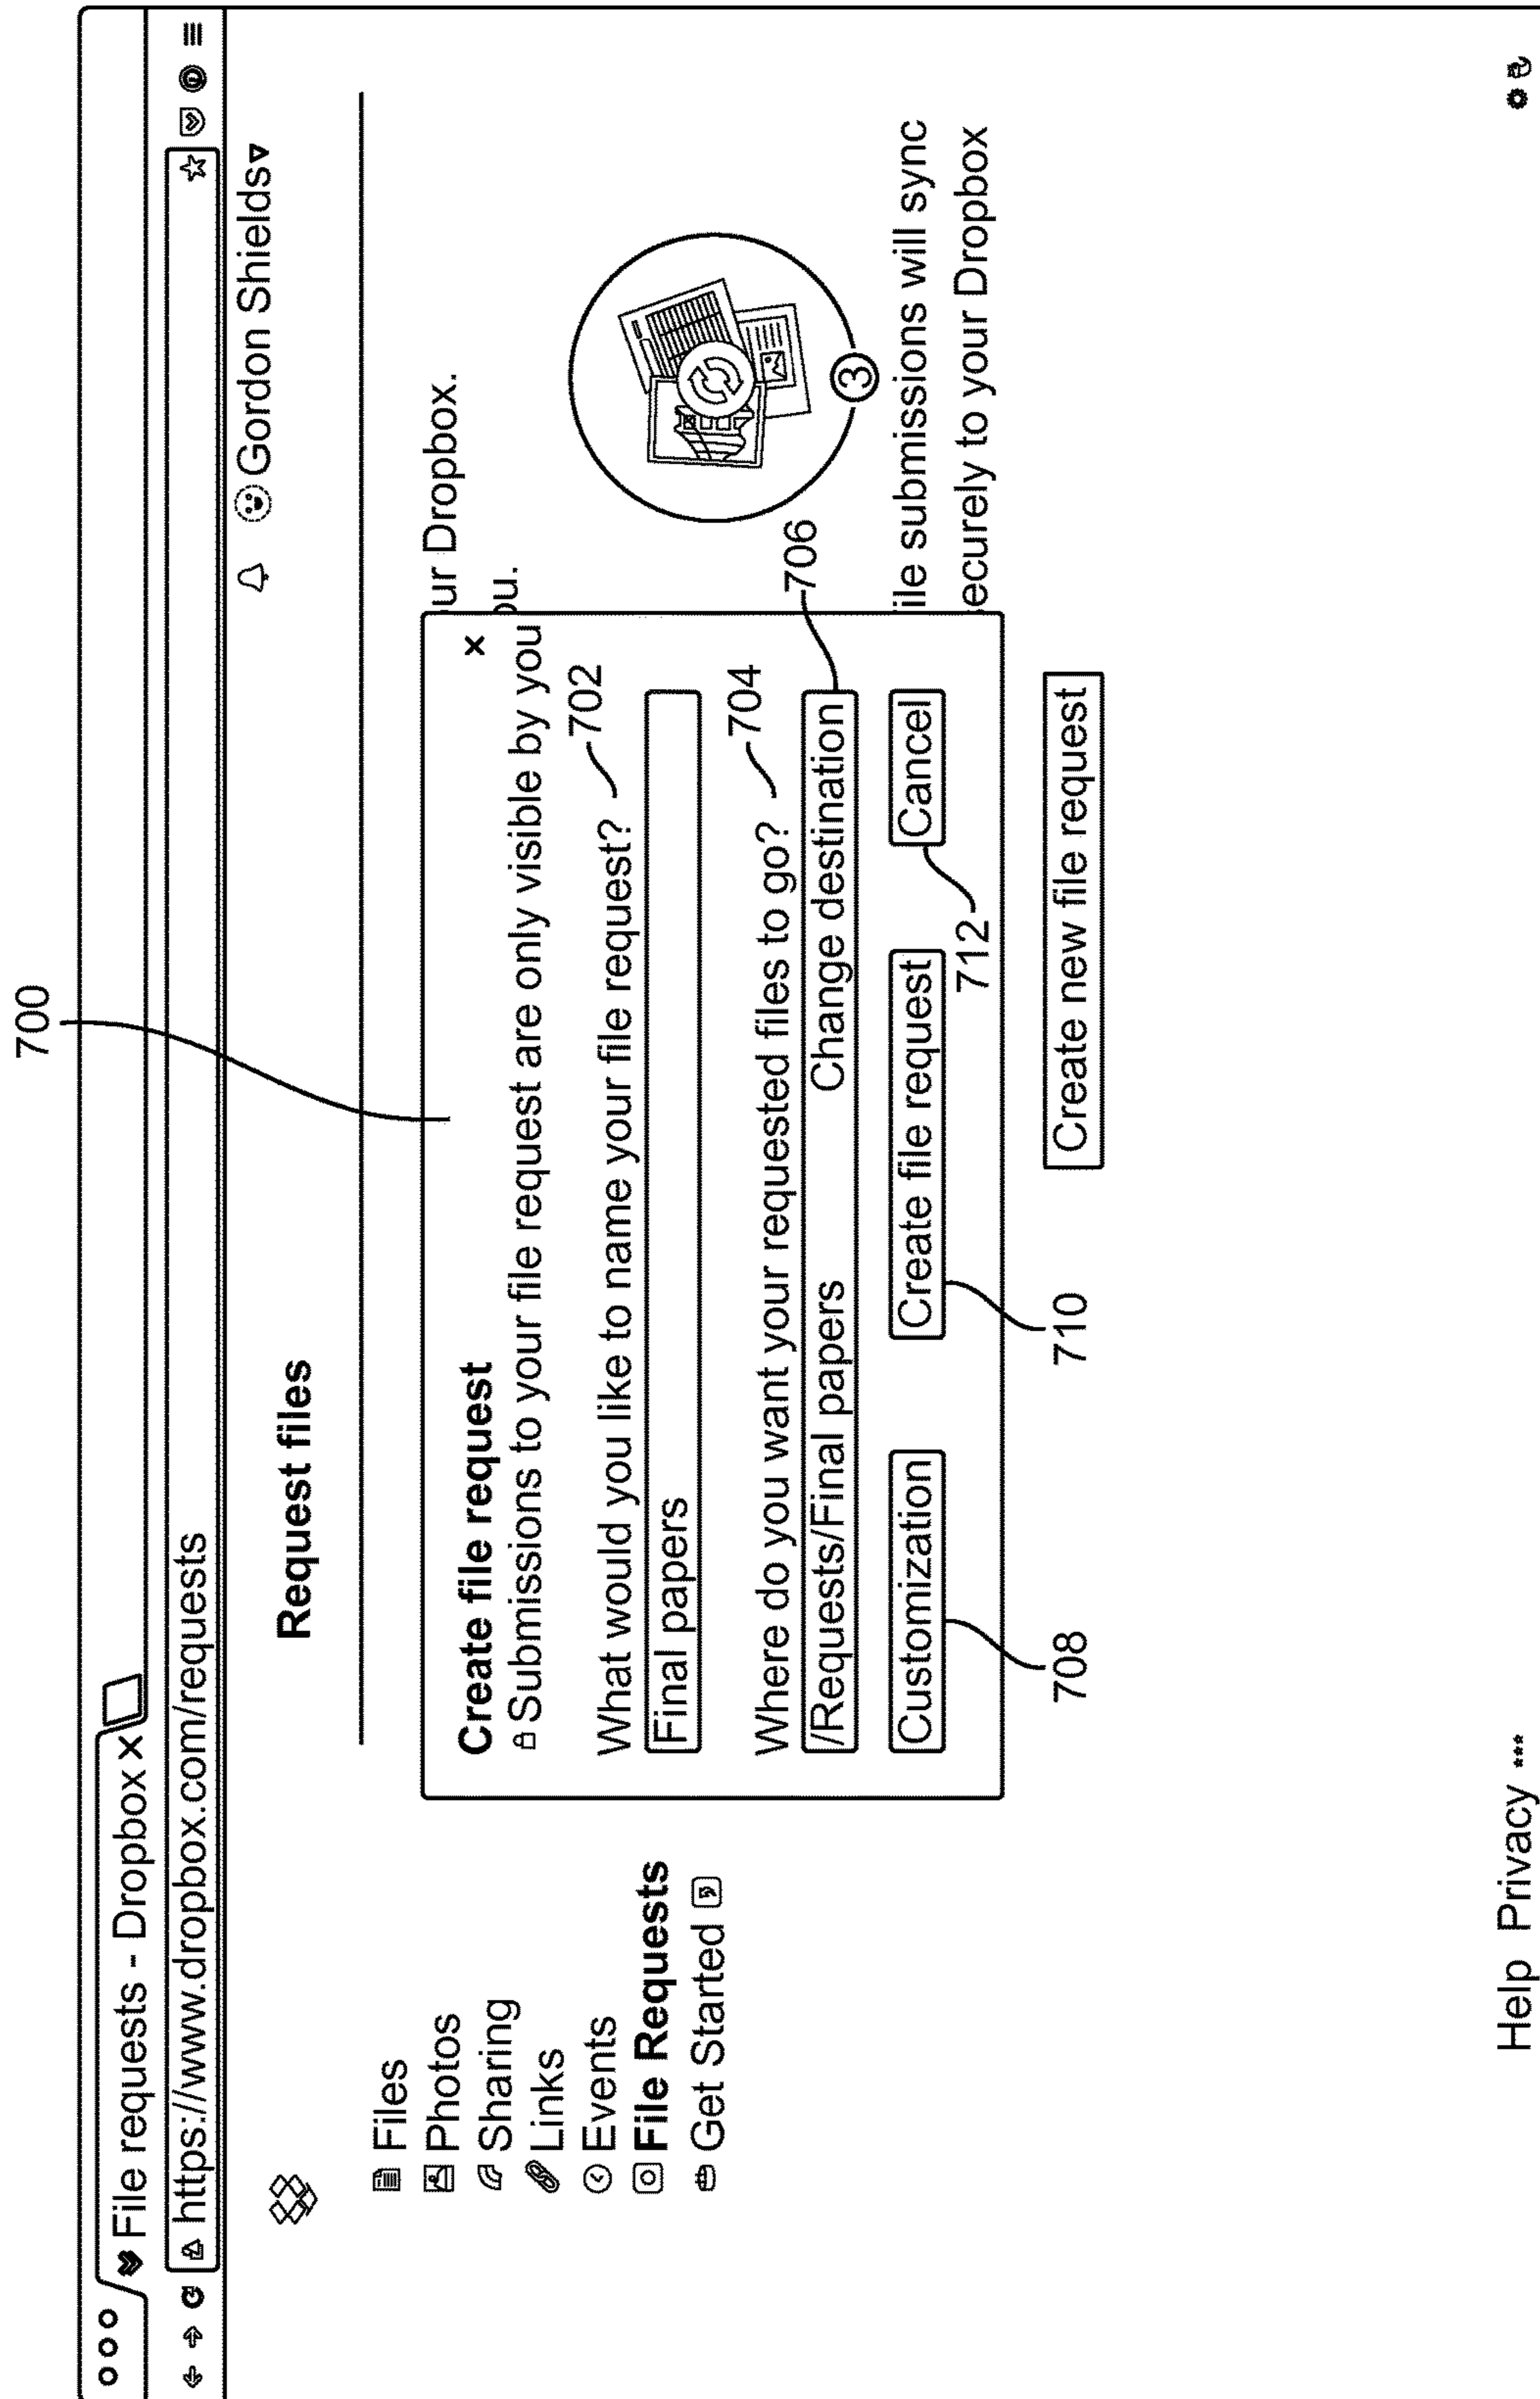 700
File requests - Dropbox X
https://www.dropbox.com/requests
Gordon Shields
Request files
Files
Photos
Sharing
Links
Events
File Requests
Get Started
ur Dropbox.
ou.
Create file request x
Submissions to your file request are only visible by you
What would you like to name your file request? 702
Final papers
Where do you want your requested files to go? 704
/Requests/Final papers Change destination 706
Customization Create file request Cancel
708 710 712
3
ile submissions will sync
ecurely to your Dropbox
Create new file request
Help Privacy ***